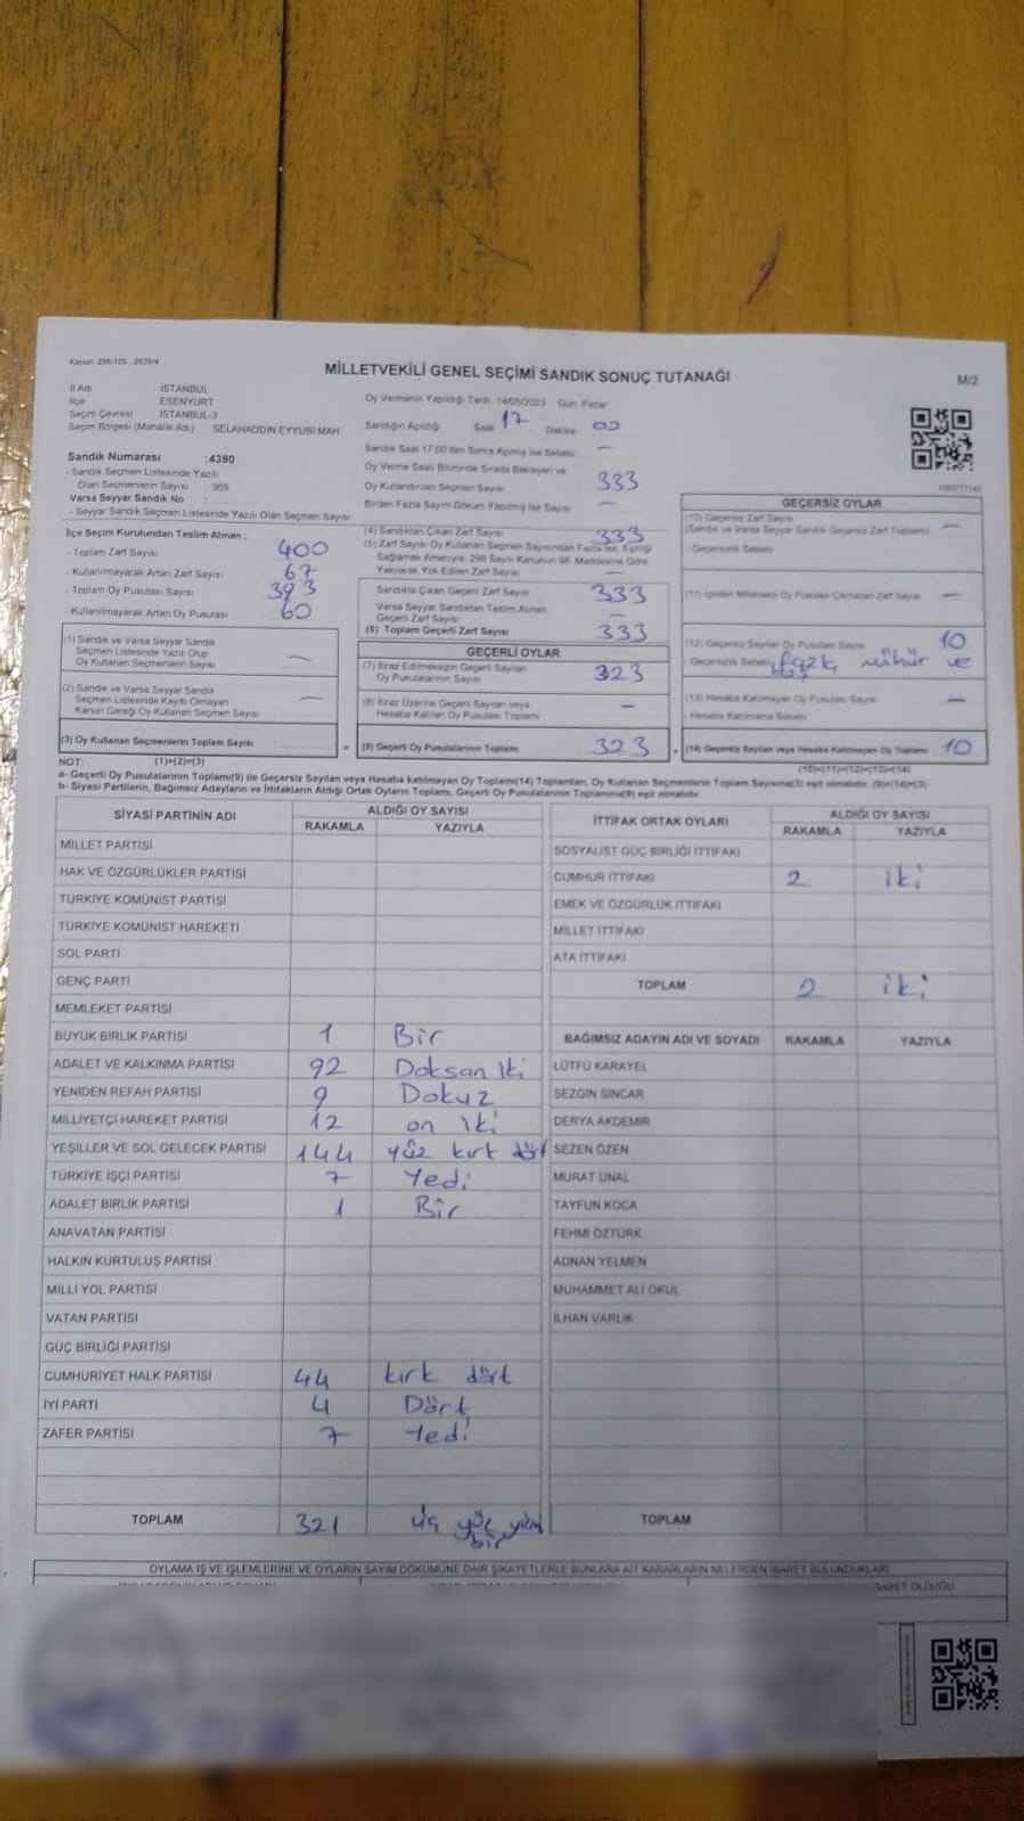 MİLLETVEKİLİ GENEL SEÇİMİ SANDIK SONUÇ TUTANAĞI
M/2
İl Adı İSTANBUL
İlçe ESENYURT
Seçim Çevresi İSTANBUL-3
Seçim Bölgesi (Mahalle Adı) SELAHADDİN EYYUBİ MAH
Oy Vermenin Yapıldığı Tarih: 14/05/2023 Gün: Pazar
Sandığın Açıldığı Saat 17 Dakika 00
Sandık Saat 17:00'den Sonra Açılmış İse Sebebi: —
Oy Verme Saati Bitiminde Sırada Bekleyen ve
Oy Kullandırılan Seçmen Sayısı 333
Birden Fazla Sayım Döküm Yapılmış İse Sayısı —
Sandık Numarası :4390
- Sandık Seçmen Listesinde Yazılı
Olan Seçmenlerin Sayısı
Varsa Seyyar Sandık No :
- Seyyar Sandık Seçmen Listesinde Yazılı Olan Seçmen Sayısı
İlçe Seçim Kurulundan Teslim Alınan ;
- Toplam Zarf Sayısı 400
- Kullanılmayarak Artan Zarf Sayısı 67
- Toplam Oy Pusulası Sayısı 393
- Kullanılmayarak Artan Oy Pusulası 60
(1) Sandık ve Varsa Seyyar Sandık
Seçmen Listesinde Yazılı Olup
Oy Kullanan Seçmenlerin Sayısı —
(2) Sandık ve Varsa Seyyar Sandık
Seçmen Listesinde Kayıtlı Olmayan
Kanun Gereği Oy Kullanan Seçmen Sayısı —
(3) Oy Kullanan Seçmenlerin Toplam Sayısı
(4) Sandıktan Çıkan Zarf Sayısı 333
(5) Zarf Sayısı Oy Kullanan Seçmen Sayısından Fazla İse, Eşitliği
Sağlamak Amacıyla 298 Sayılı Kanunun 98. Maddesine Göre
Yakılarak Yok Edilen Zarf Sayısı —
Sandıkta Çıkan Geçerli Zarf Sayısı 333
Varsa Seyyar Sandıktan Teslim Alınan
Geçerli Zarf Sayısı —
(6) Toplam Geçerli Zarf Sayısı 333
GEÇERLİ OYLAR
(7) İtiraz Edilmeksizin Geçerli Sayılan
Oy Pusulalarının Sayısı 323
(8) İtiraz Üzerine Geçerli Sayılan veya
Hesaba Katılan Oy Pusulası Toplamı —
(9) Geçerli Oy Pusulalarının Toplamı 323
GEÇERSİZ OYLAR
(10) Geçersiz Zarf Sayısı
(Sandık ve Varsa Seyyar Sandık Geçersiz Zarf Toplamı) —
Geçersizlik Sebebi
(11) İçinden Milletvekili Oy Pusulası Çıkmayan Zarf Sayısı —
(12) Geçersiz Sayılan Oy Pusulası Sayısı 10
Geçersizlik Sebebi fazla mühür ve
(13) Hesaba Katılmayan Oy Pusulası Sayısı —
- Hesaba Katılmama Sebebi
(14) Geçersiz Sayılan veya Hesaba Katılmayan Oy Toplamı 10
NOT: (1)+(2)=(3)
(10)+(11)+(12)+(13)=(14)
a- Geçerli Oy Pusulalarının Toplamı(9) ile Geçersiz Sayılan veya Hesaba katılmayan Oy Toplamı(14) Toplamları, Oy Kullanan Seçmenlerin Toplam Sayısına(3) eşit olmalıdır. (9)+(14)=(3)
b- Siyasi Partilerin, Bağımsız Adayların ve İttifakların Aldığı Ortak Oyların Toplamı, Geçerli Oy Pusulalarının Toplamına(9) eşit olmalıdır.
SİYASİ PARTİNİN ADI ALDIĞI OY SAYISI
RAKAMLA YAZIYLA
MİLLET PARTİSİ
HAK VE ÖZGÜRLÜKLER PARTİSİ
TÜRKİYE KOMÜNİST PARTİSİ
TÜRKİYE KOMÜNİST HAREKETİ
SOL PARTİ
GENÇ PARTİ
MEMLEKET PARTİSİ
BÜYÜK BİRLİK PARTİSİ 1 Bir
ADALET VE KALKINMA PARTİSİ 92 Doksan iki
YENİDEN REFAH PARTİSİ 9 Dokuz
MİLLİYETÇİ HAREKET PARTİSİ 12 on iki
YEŞİLLER VE SOL GELECEK PARTİSİ 144 yüz kırk dört
TÜRKİYE İŞÇİ PARTİSİ 7 Yedi
ADALET BİRLİK PARTİSİ 1 Bir
ANAVATAN PARTİSİ
HALKIN KURTULUŞ PARTİSİ
MİLLİ YOL PARTİSİ
VATAN PARTİSİ
GÜÇ BİRLİĞİ PARTİSİ
CUMHURİYET HALK PARTİSİ 44 kırk dört
İYİ PARTİ 4 Dört
ZAFER PARTİSİ 7 Yedi
TOPLAM 321 üç yüz yirmi bir
İTTİFAK ORTAK OYLARI ALDIĞI OY SAYISI
RAKAMLA YAZIYLA
SOSYALİST GÜÇ BİRLİĞİ İTTİFAKI
CUMHUR İTTİFAKI 2 iki
EMEK VE ÖZGÜRLÜK İTTİFAKI
MİLLET İTTİFAKI
ATA İTTİFAKI
TOPLAM 2 iki
BAĞIMSIZ ADAYIN ADI VE SOYADI RAKAMLA YAZIYLA
LÜTFÜ KARAYEL
SEZGİN SİNCAR
DERYA AKDEMİR
SEZEN ÖZEN
MURAT ÜNAL
TAYFUN KOCA
FEHMİ ÖZTÜRK
ADNAN YELMEN
MUHAMMET ALİ OKUL
İLHAN VARLIK
TOPLAM
OYLAMA İŞ VE İŞLEMLERİNE VE OYLARIN SAYIM DÖKÜMÜNE DAİR ŞİKAYETLERLE BUNLARA AİT KARARLARIN NELERDEN İBARET BULUNDUKLARI